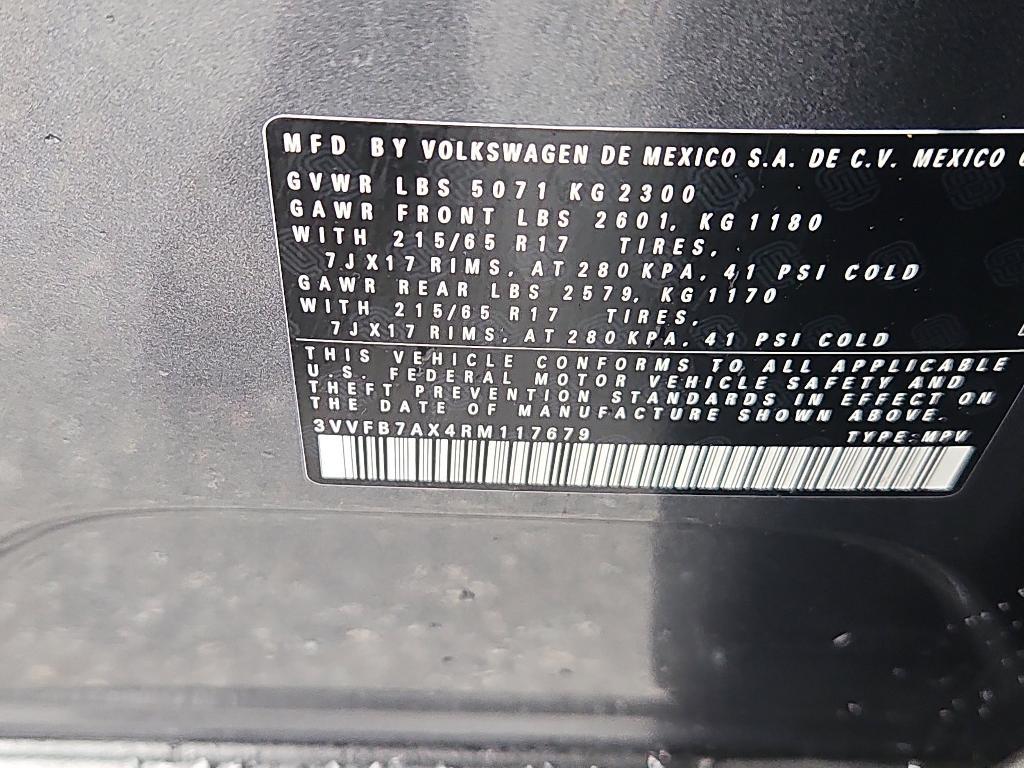 MFD BY VOLKSWAGEN DE MEXICO S.A. DE C.V. MEXICO
GVWR LBS 5071 KG 2300
GAWR FRONT LBS 2601, KG 1180
WITH 215/65 R17 TIRES,
7JX17 RIMS, AT 280 KPA, 41 PSI COLD
GAWR REAR LBS 2579, KG 1170
WITH 215/65 R17 TIRES,
7JX17 RIMS, AT 280 KPA, 41 PSI COLD
THIS VEHICLE CONFORMS TO ALL APPLICABLE
U.S. FEDERAL MOTOR VEHICLE SAFETY AND
THEFT PREVENTION STANDARDS IN EFFECT ON
THE DATE OF MANUFACTURE SHOWN ABOVE.
3VVFB7AX4RM117679 TYPE: MPV